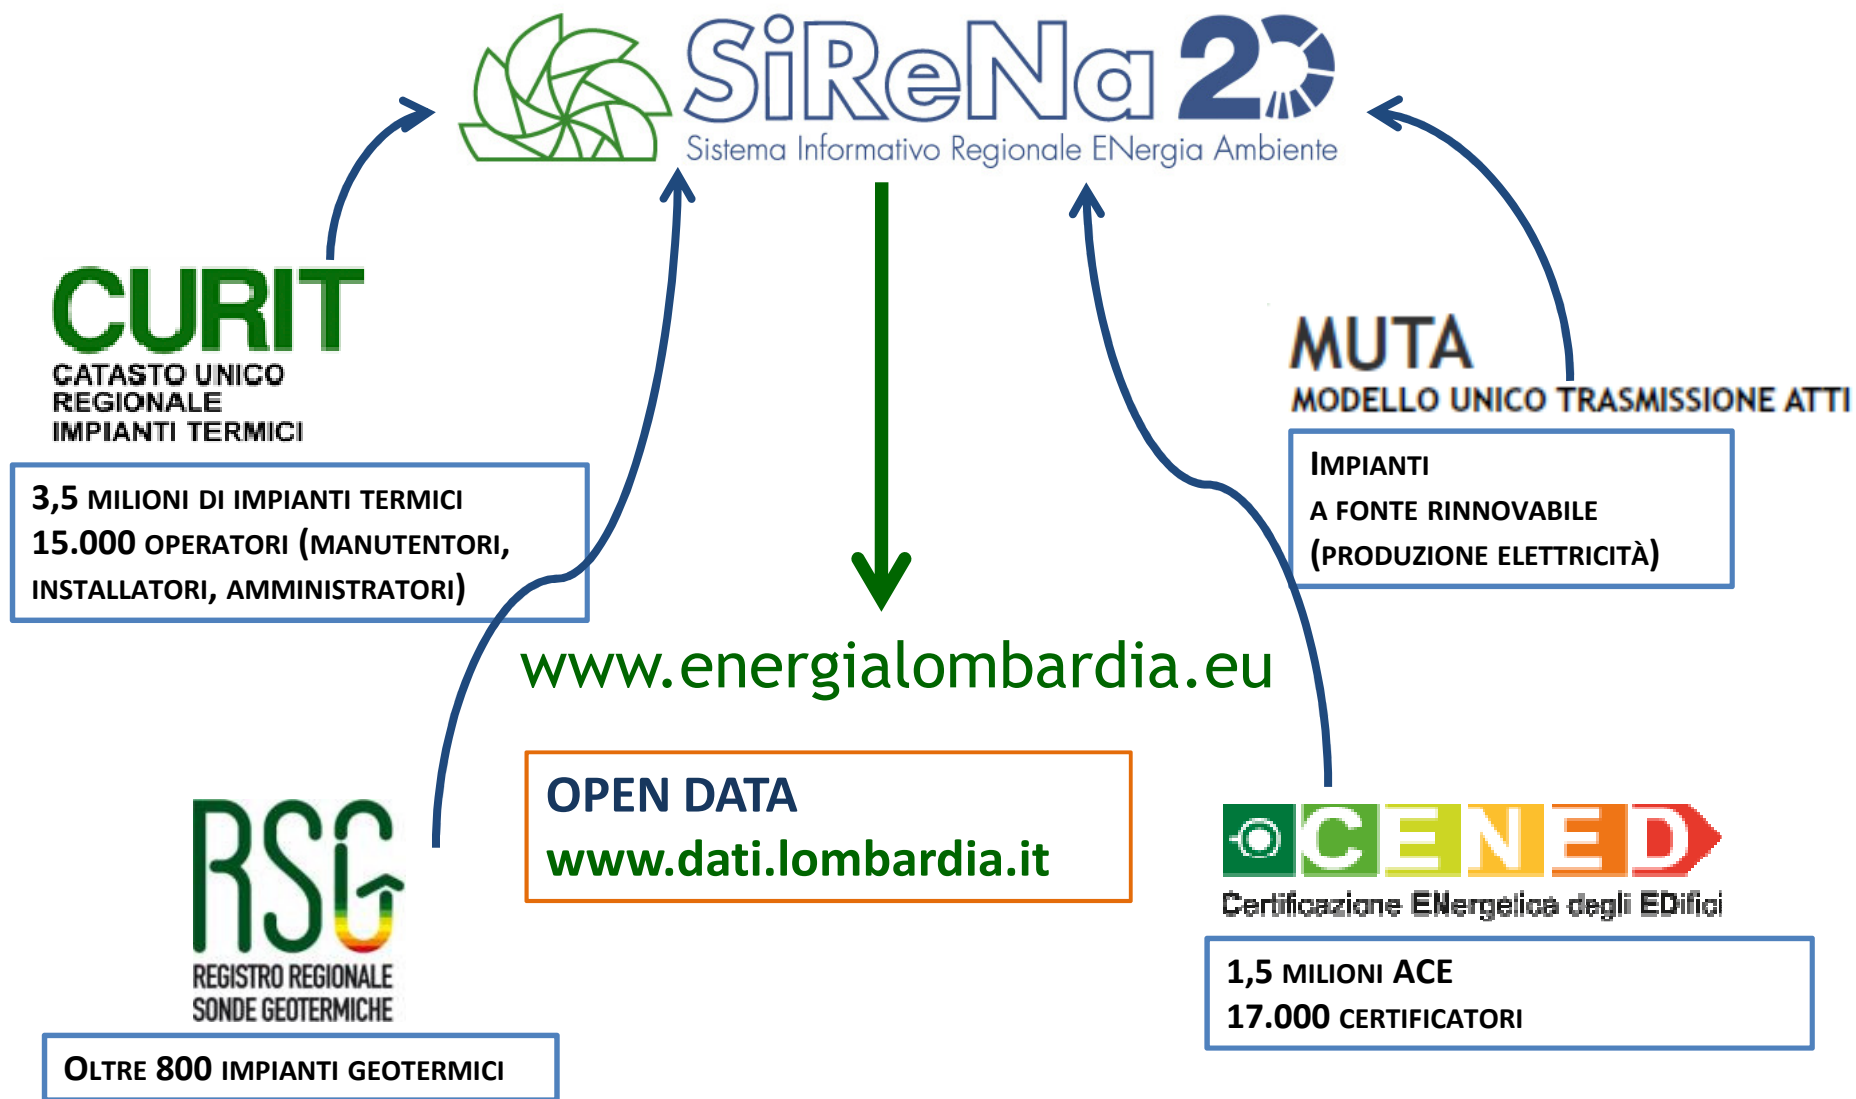 SiReNa 20
Sistema Informativo Regionale ENergia Ambiente
CURIT
CATASTO UNICO
REGIONALE
IMPIANTI TERMICI
3,5 MILIONI DI IMPIANTI TERMICI
15.000 OPERATORI (MANUTENTORI,
INSTALLATORI, AMMINISTRATORI)
MUTA
MODELLO UNICO TRASMISSIONE ATTI
IMPIANTI
A FONTE RINNOVABILE
(PRODUZIONE ELETTRICITÀ)
www.energialombardia.eu
OPEN DATA
www.dati.lombardia.it
RSG
REGISTRO REGIONALE
SONDE GEOTERMICHE
OLTRE 800 IMPIANTI GEOTERMICI
CENED
Certificazione ENergetica degli EDifici
1,5 MILIONI ACE
17.000 CERTIFICATORI